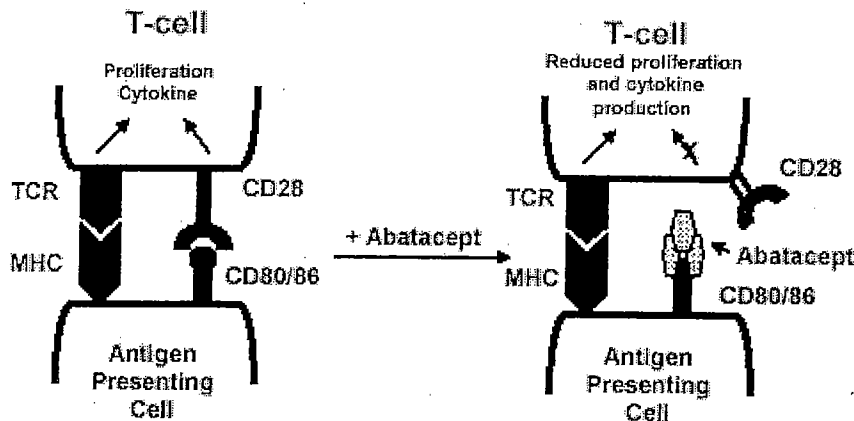 T-cell
Proliferation
Cytokine
TCR
CD28
MHC
CD80/86
Antigen
Presenting
Cell
+ Abatacept
T-cell
Reduced proliferation
and cytokine
production
X
CD28
TCR
Abatacept
MHC
CD80/86
Antigen
Presenting
Cell